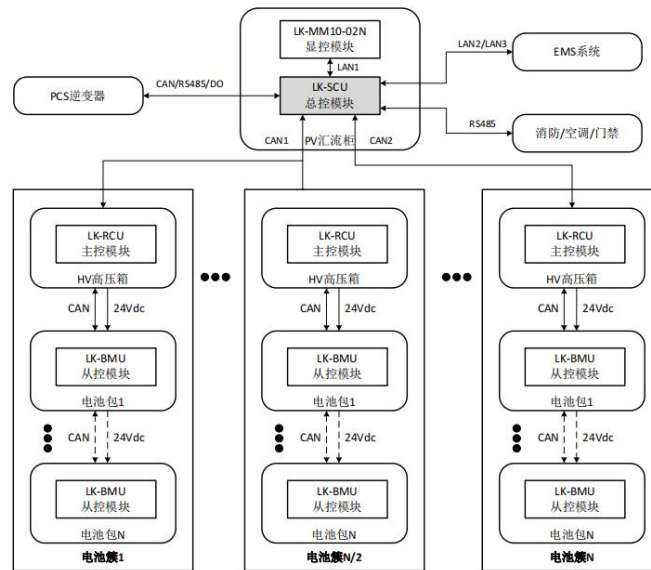 LK-MM10-02N
显控模块
LAN1
LK-SCU
总控模块
PV汇流柜
CAN/RS485/DO
PCS逆变器
LAN2/LAN3
EMS系统
RS485
消防/空调/门禁
CAN1
CAN2
LK-RCU
主控模块
HV高压箱
CAN
24Vdc
LK-BMU
从控模块
电池包1
CAN
24Vdc
LK-BMU
从控模块
电池包N
电池簇1
LK-RCU
主控模块
HV高压箱
CAN
24Vdc
LK-BMU
从控模块
电池包1
CAN
24Vdc
LK-BMU
从控模块
电池包N
电池簇N/2
LK-RCU
主控模块
HV高压箱
CAN
24Vdc
LK-BMU
从控模块
电池包1
CAN
24Vdc
LK-BMU
从控模块
电池包N
电池簇N